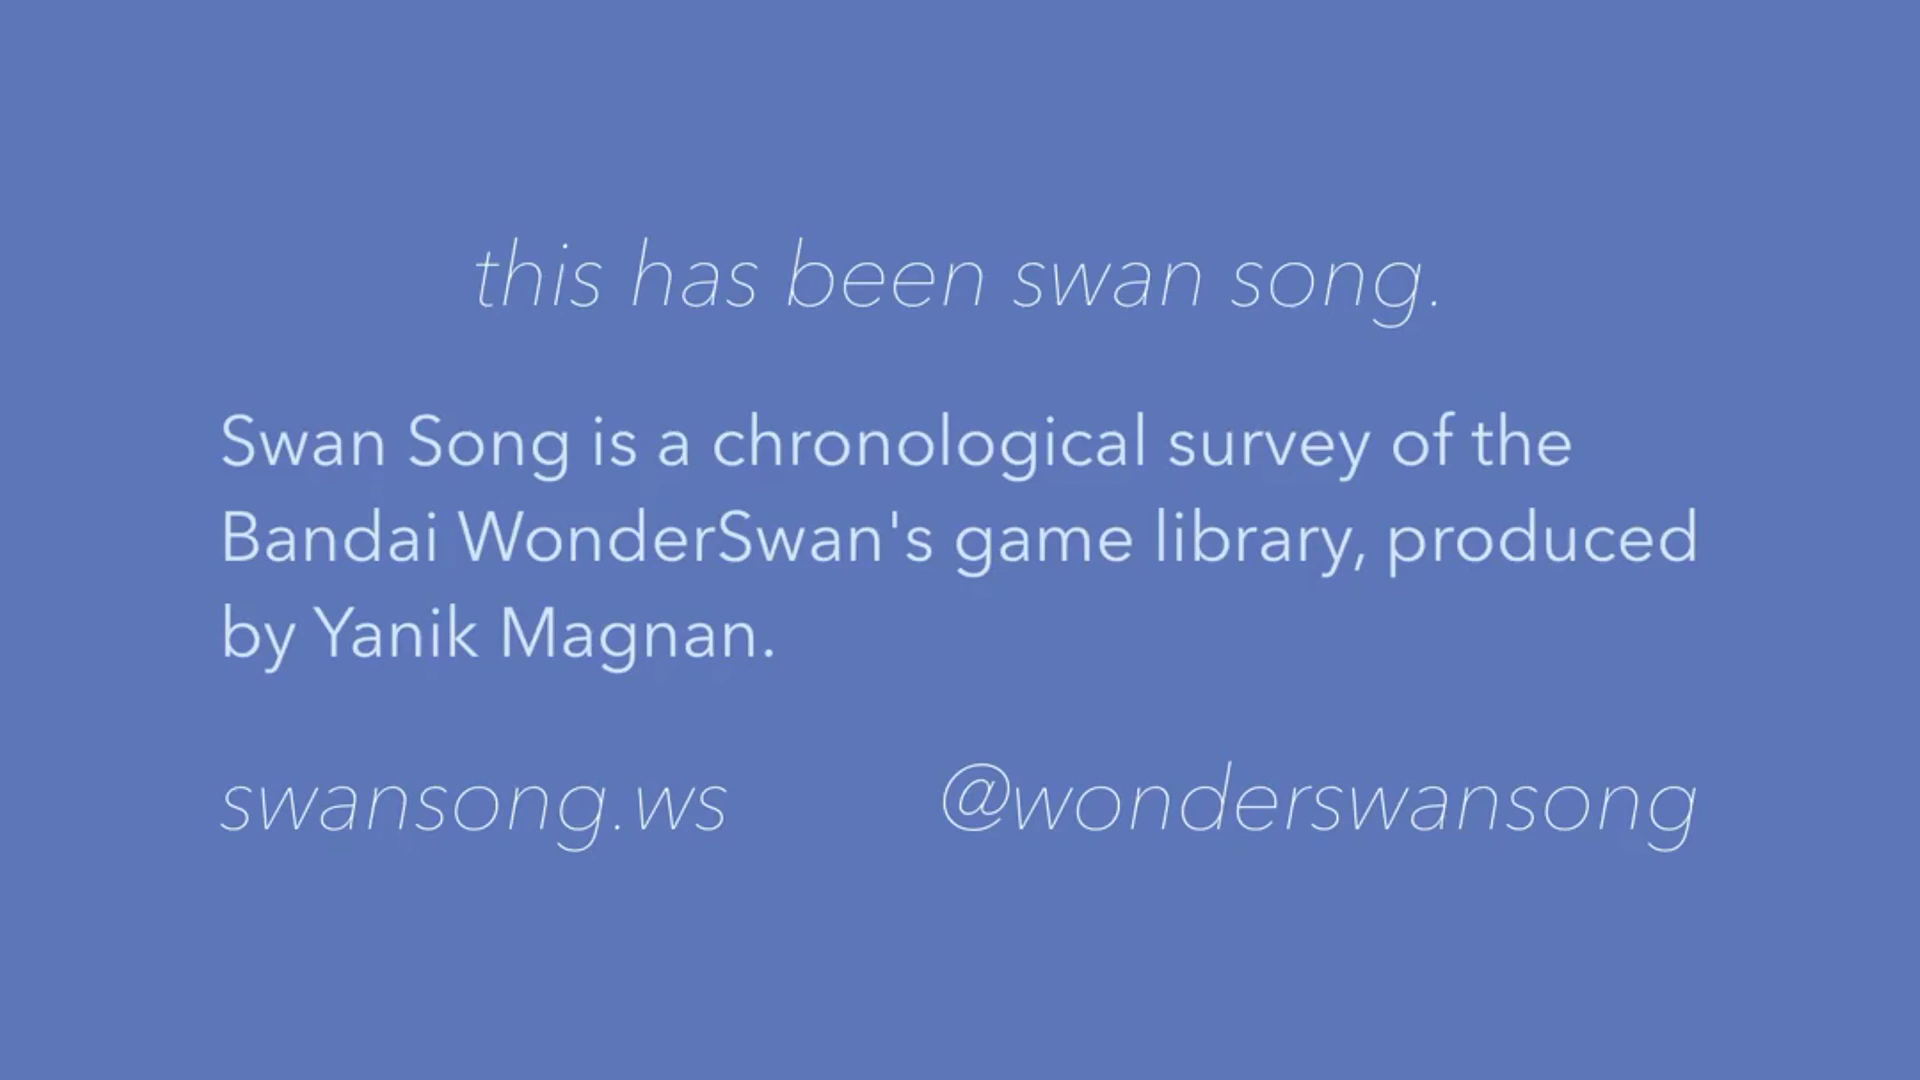 this has been swan song.
Swan Song is a chronological survey of the
Bandai WonderSwan's game library, produced
by Yanik Magnan.
swansong.ws
@wonderswansong